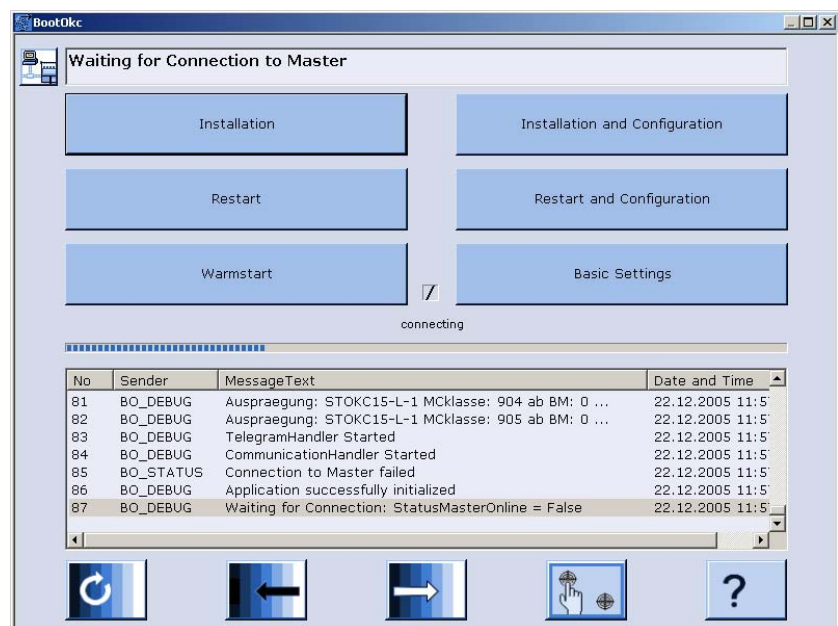 BootOkc
Waiting for Connection to Master
Installation
Installation and Configuration
Restart
Restart and Configuration
Warmstart
Basic Settings
connecting
No Sender MessageText Date and Time
81 BO_DEBUG Auspraegung: STOKC15-L-1 MCklasse: 904 ab BM: 0 ... 22.12.2005 11:5
82 BO_DEBUG Auspraegung: STOKC15-L-1 MCklasse: 905 ab BM: 0 ... 22.12.2005 11:5
83 BO_DEBUG TelegramHandler Started 22.12.2005 11:5
84 BO_DEBUG CommunicationHandler Started 22.12.2005 11:5
85 BO_STATUS Connection to Master failed 22.12.2005 11:5
86 BO_DEBUG Application successfully initialized 22.12.2005 11:5
87 BO_DEBUG Waiting for Connection: StatusMasterOnline = False 22.12.2005 11:5
?